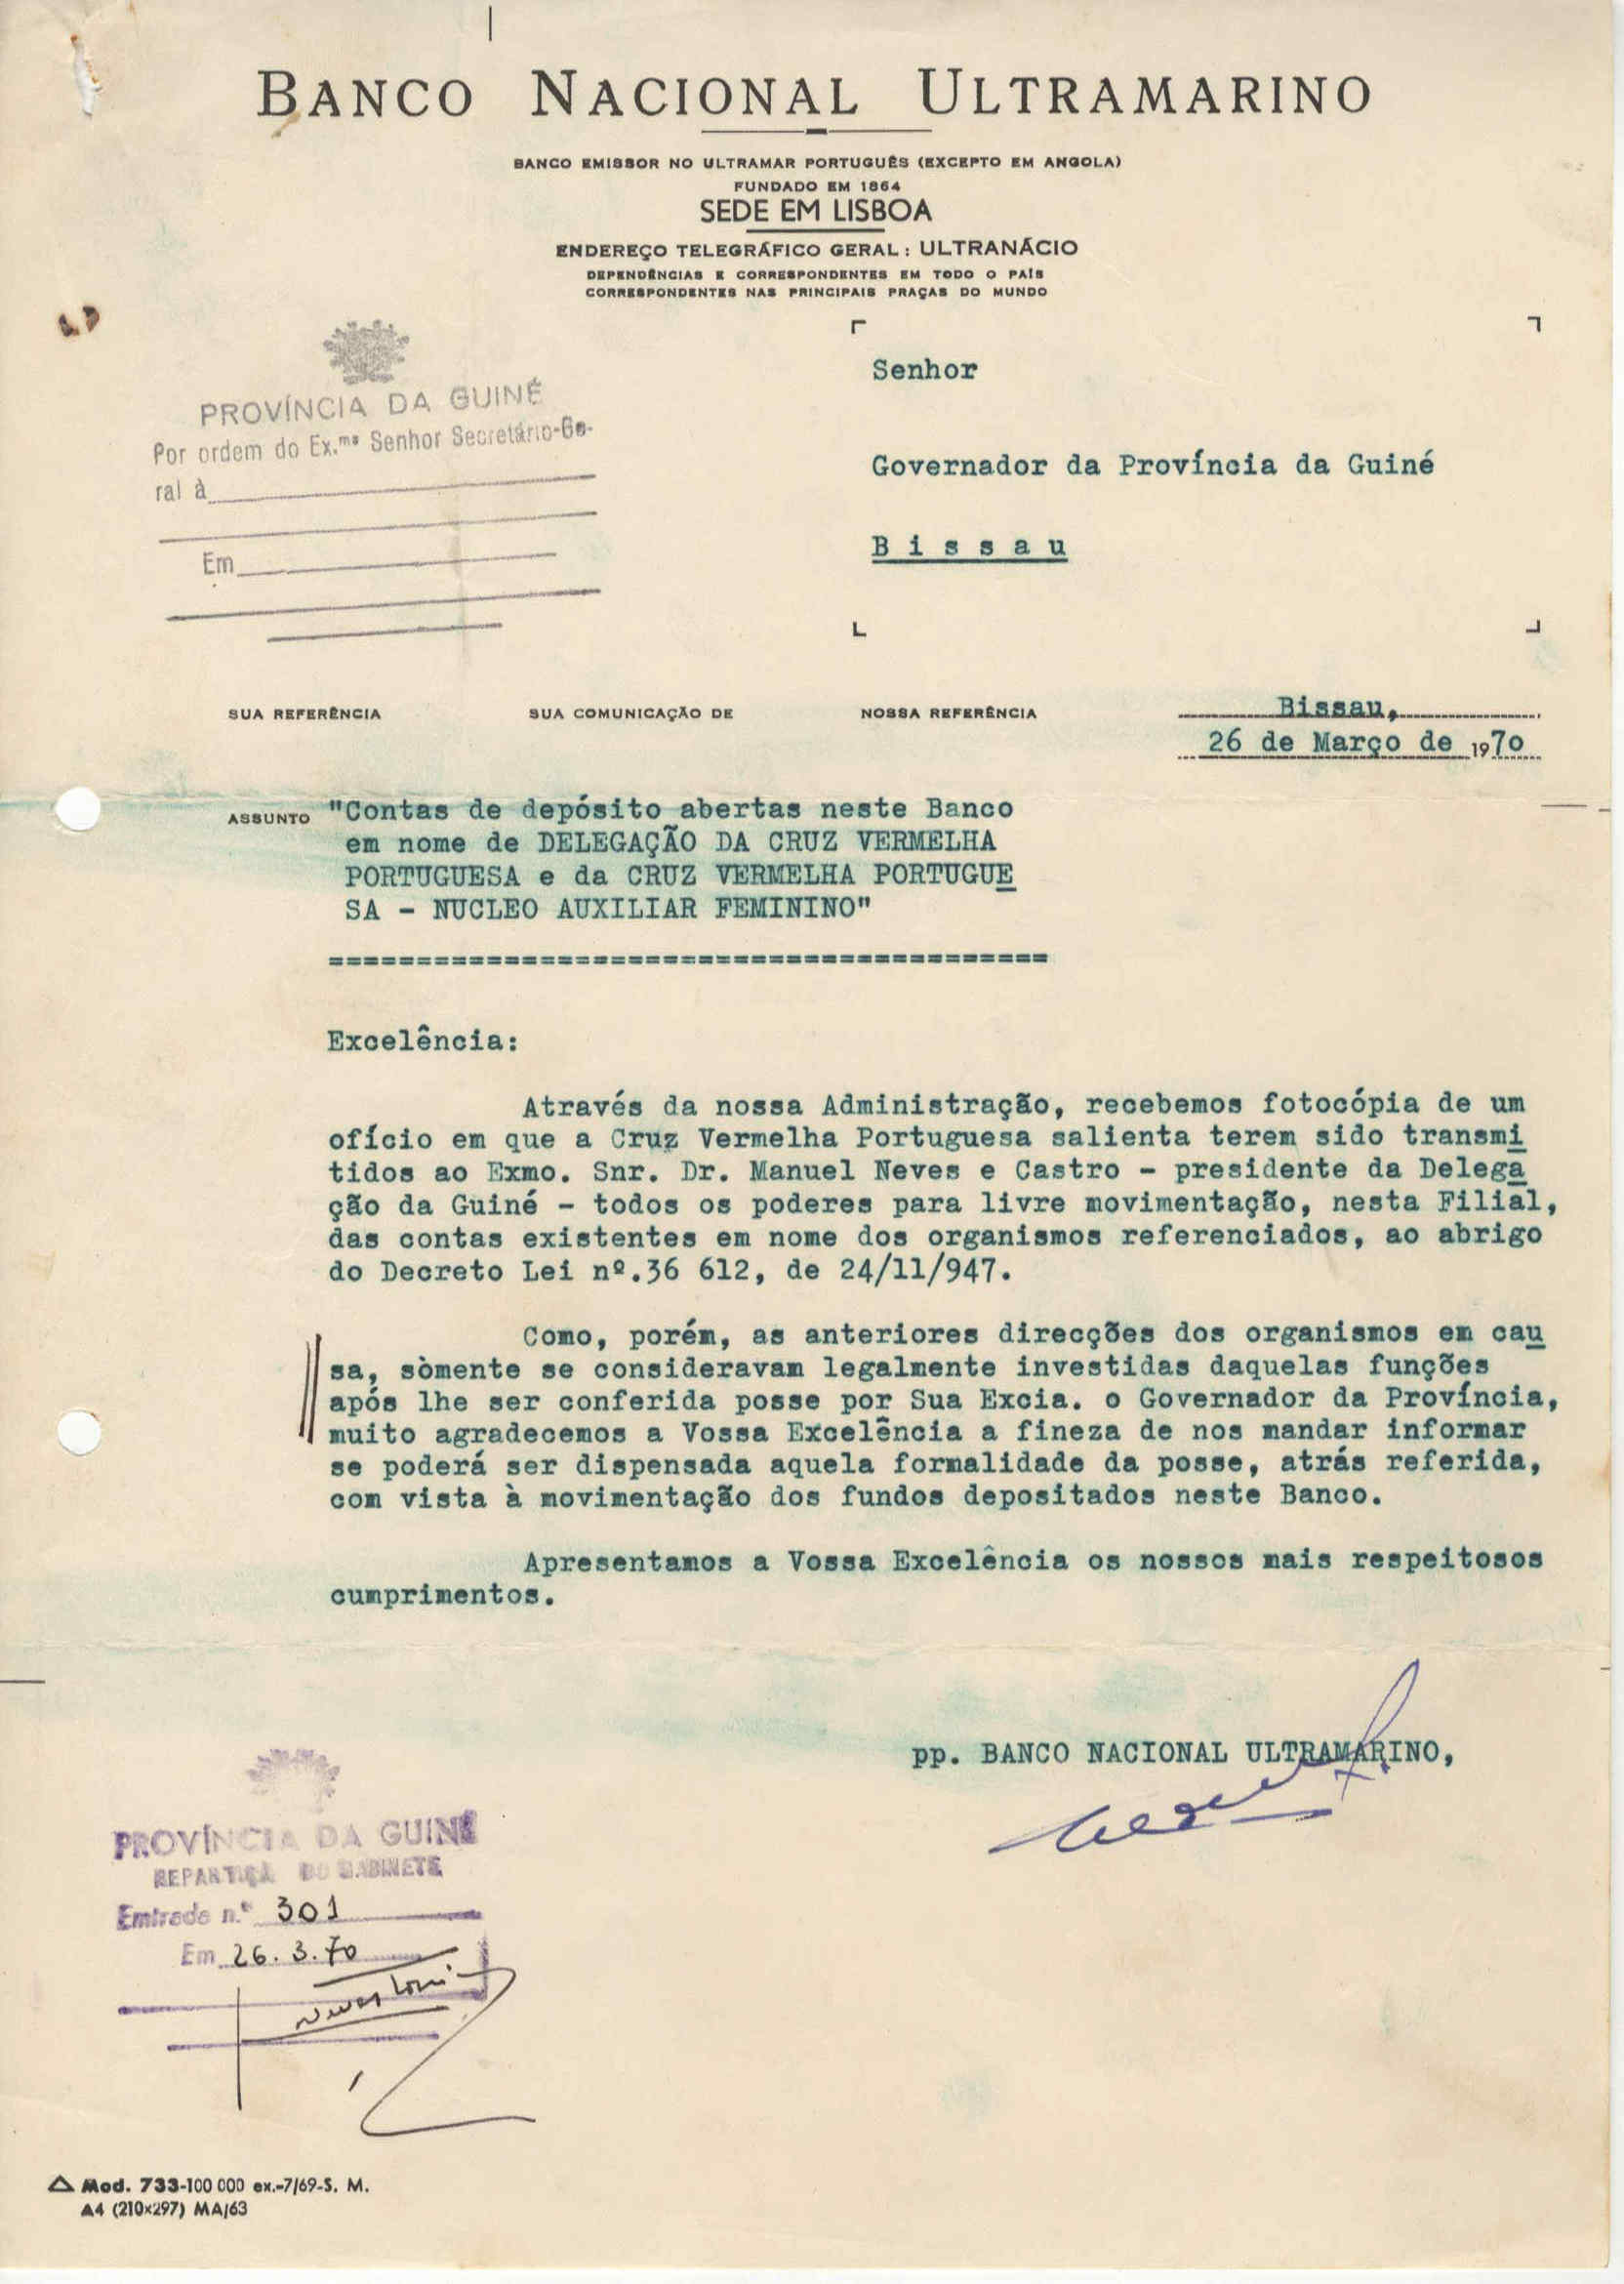 BANCO NACIONAL ULTRAMARINO
BANCO EMISSOR NO ULTRAMAR PORTUGUÊS (EXCEPTO EM ANGOLA)
FUNDADO EM 1864
SEDE EM LISBOA
ENDEREÇO TELEGRÁFICO GERAL: ULTRANÁCIO
DEPENDÊNCIAS E CORRESPONDENTES EM TODO O PAÍS
CORRESPONDENTES NAS PRINCIPAIS PRAÇAS DO MUNDO
PROVÍNCIA DA GUINÉ
Por ordem do Ex.mo Senhor Secretário-Ge-
ral à
Em
Senhor
Governador da Província da Guiné
Bissau
SUA REFERÊNCIA
SUA COMUNICAÇÃO DE
NOSSA REFERÊNCIA
Bissau,
26 de Março de 1970
ASSUNTO "Contas de depósito abertas neste Banco
em nome de DELEGAÇÃO DA CRUZ VERMELHA
PORTUGUESA e da CRUZ VERMELHA PORTUGUE
SA - NUCLEO AUXILIAR FEMININO"
=========================================
Excelência:
Através da nossa Administração, recebemos fotocópia de um
ofício em que a Cruz Vermelha Portuguesa salienta terem sido transmi
tidos ao Exmo. Snr. Dr. Manuel Neves e Castro - presidente da Delega
ção da Guiné - todos os poderes para livre movimentação, nesta Filial,
das contas existentes em nome dos organismos referenciados, ao abrigo
do Decreto Lei nº.36 612, de 24/11/947.
Como, porém, as anteriores direcções dos organismos em cau
sa, sòmente se consideravam legalmente investidas daquelas funções
após lhe ser conferida posse por Sua Excia. o Governador da Província,
muito agradecemos a Vossa Excelência a fineza de nos mandar informar
se poderá ser dispensada aquela formalidade da posse, atrás referida,
com vista à movimentação dos fundos depositados neste Banco.
Apresentamos a Vossa Excelência os nossos mais respeitosos
cumprimentos.
pp. BANCO NACIONAL ULTRAMARINO,
PROVÍNCIA DA GUINÉ
REPARTIÇÃ DO GABINETE
Entrada n.º 301
Em 26.3.70
Mod. 733-100 000 ex.-7/69-S. M.
A4 (210×297) MA/63